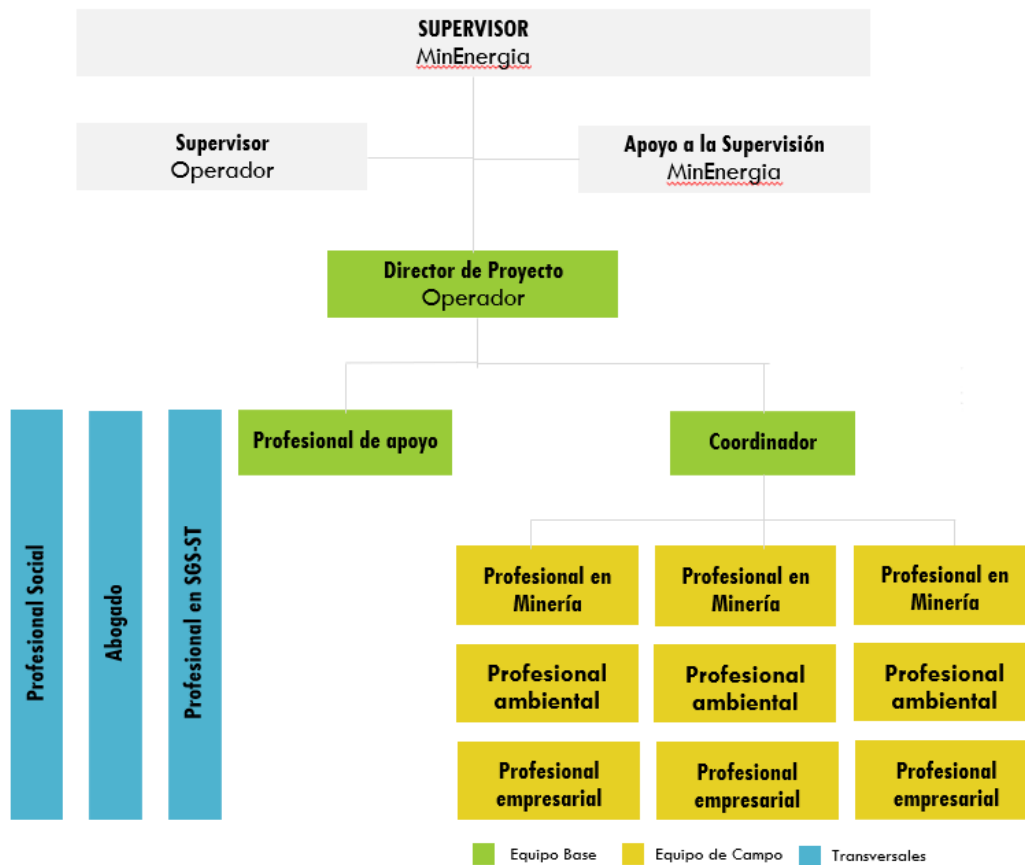 SUPERVISOR
MinEnergia
Supervisor
Operador
Apoyo a la Supervisión
MinEnergia
Director de Proyecto
Operador
Profesional Social
Abogado
Profesional en SGS-ST
Profesional de apoyo
Coordinador
Profesional en
Minería
Profesional en
Minería
Profesional en
Minería
Profesional
ambiental
Profesional
ambiental
Profesional
ambiental
Profesional
empresarial
Profesional
empresarial
Profesional
empresarial
Equipo Base
Equipo de Campo
Transversales